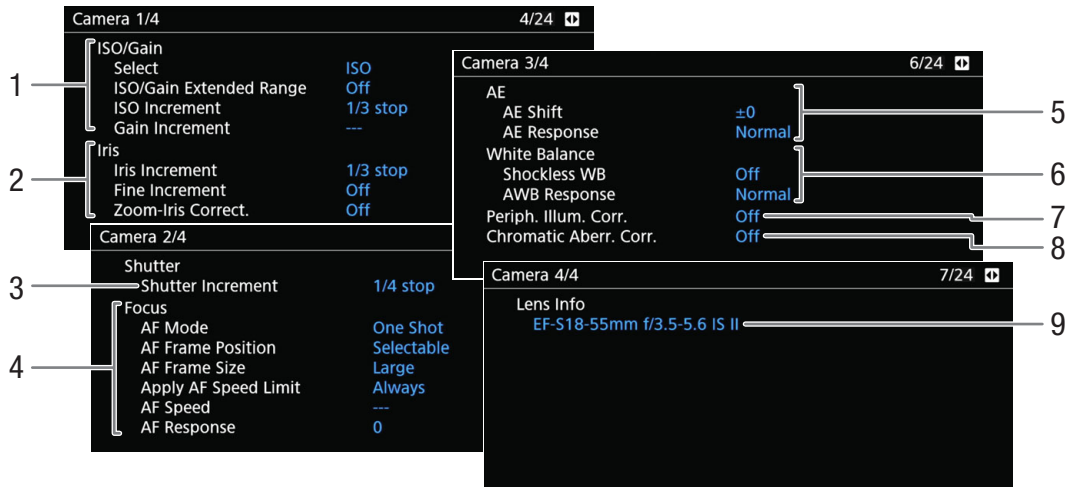 Camera 1/4 4/24
ISO/Gain
Select ISO
ISO/Gain Extended Range Off
ISO Increment 1/3 stop
Gain Increment ---
1
Iris
Iris Increment 1/3 stop
Fine Increment Off
Zoom-Iris Correct. Off
2
Camera 2/4
Shutter
Shutter Increment 1/4 stop
3
Focus
AF Mode One Shot
AF Frame Position Selectable
AF Frame Size Large
Apply AF Speed Limit Always
AF Speed ---
AF Response 0
4
Camera 3/4 6/24
AE
AE Shift ±0
AE Response Normal
5
White Balance
Shockless WB Off
AWB Response Normal
6
Periph. Illum. Corr. Off
7
Chromatic Aberr. Corr. Off
8
Camera 4/4 7/24
Lens Info
EF-S18-55mm f/3.5-5.6 IS II
9